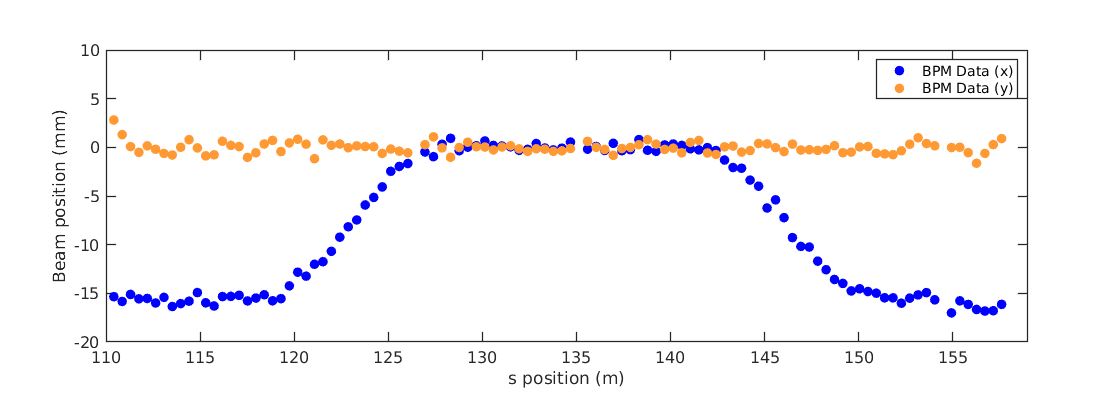 10
5
0
-5
-10
-15
-20
Beam position (mm)
BPM Data (x)
BPM Data (y)
110 115 120 125 130 135 140 145 150 155
s position (m)